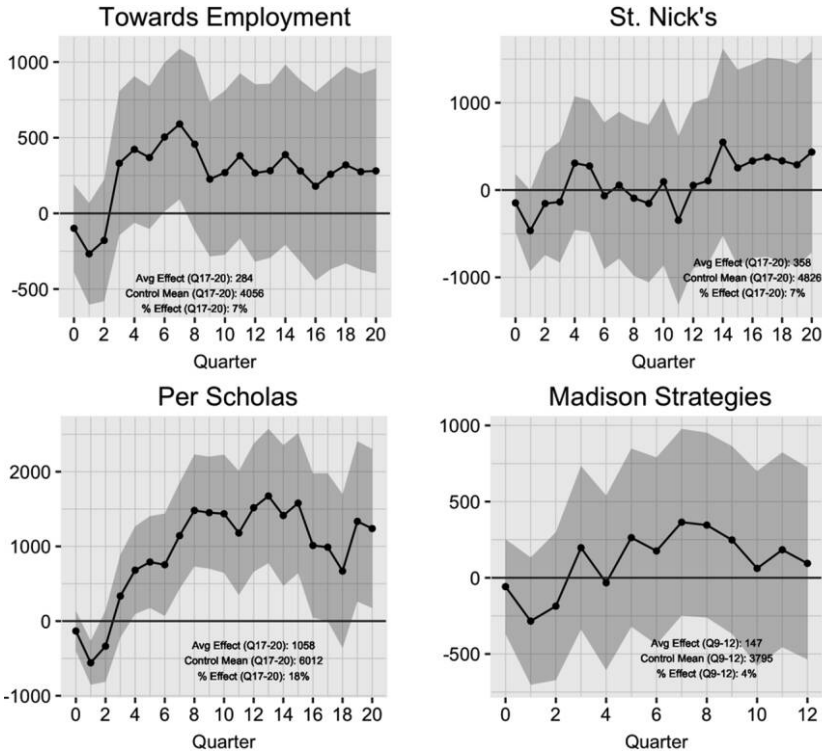 Towards Employment
1000
500
0
-500
Avg Effect (Q17-20): 284
Control Mean (Q17-20): 4056
% Effect (Q17-20): 7%
0 2 4 6 8 10 12 14 16 18 20
Quarter
St. Nick's
1000
0
-1000
Avg Effect (Q17-20): 358
Control Mean (Q17-20): 4826
% Effect (Q17-20): 7%
0 2 4 6 8 10 12 14 16 18 20
Quarter
Per Scholas
2000
1000
0
-1000
Avg Effect (Q17-20): 1058
Control Mean (Q17-20): 6012
% Effect (Q17-20): 18%
0 2 4 6 8 10 12 14 16 18 20
Quarter
Madison Strategies
1000
500
0
-500
Avg Effect (Q9-12): 147
Control Mean (Q9-12): 3795
% Effect (Q9-12): 4%
0 2 4 6 8 10 12
Quarter